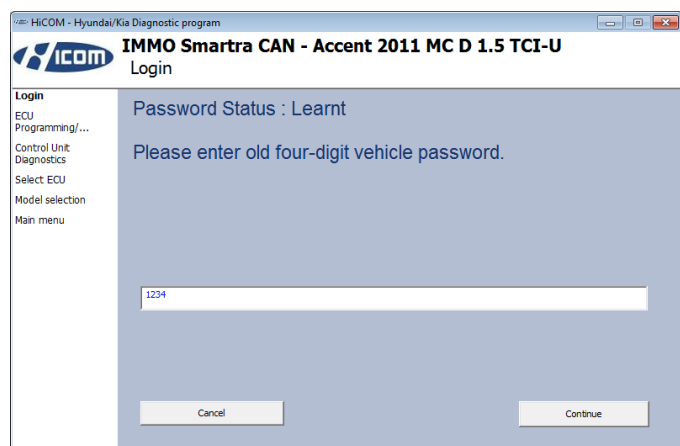 HiCOM - Hyundai/Kia Diagnostic program
HICOM
IMMO Smartra CAN - Accent 2011 MC D 1.5 TCI-U
Login
Login
ECU
Programming/...
Control Unit
Diagnostics
Select ECU
Model selection
Main menu
Password Status : Learnt
Please enter old four-digit vehicle password.
1234
Cancel
Continue